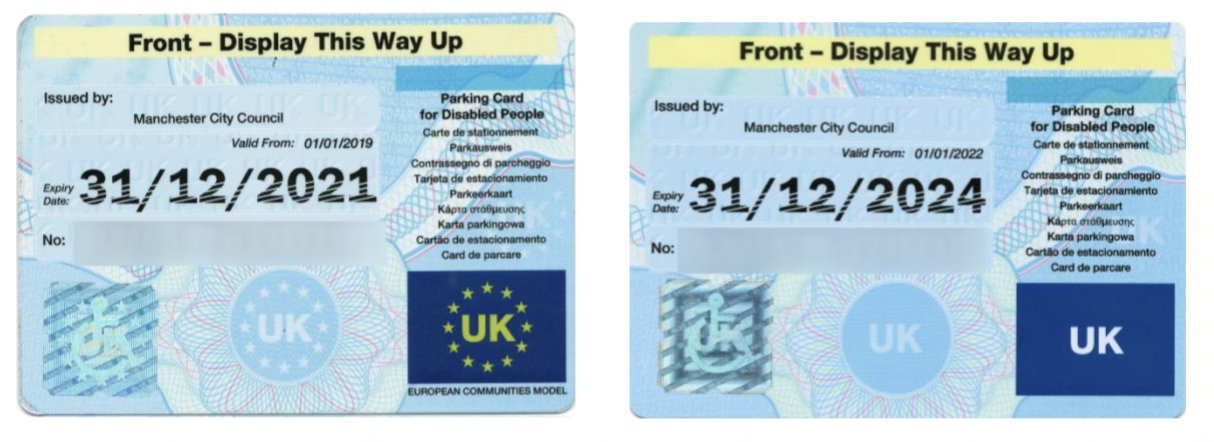 Front – Display This Way Up
Issued by:
Manchester City Council
Valid From: 01/01/2019
Expiry Date: 31/12/2021
No:
Parking Card
for Disabled People
Carte de stationnement
Parkausweis
Contrassegno di parcheggio
Tarjeta de estacionamiento
Parkeerkaart
Κάρτα στάθμευσης
Karta parkingowa
Cartão de estacionamento
Card de parcare
UK
UK
UK
EUROPEAN COMMUNITIES MODEL
Front – Display This Way Up
Issued by:
Manchester City Council
Valid From: 01/01/2022
Expiry Date: 31/12/2024
No:
Parking Card
for Disabled People
Carte de stationnement
Parkausweis
Contrassegno di parcheggio
Tarjeta de estacionamiento
Parkeerkaart
Κάρτα στάθμευσης
Karta parkingowa
Cartão de estacionamento
Card de parcare
UK
UK
UK